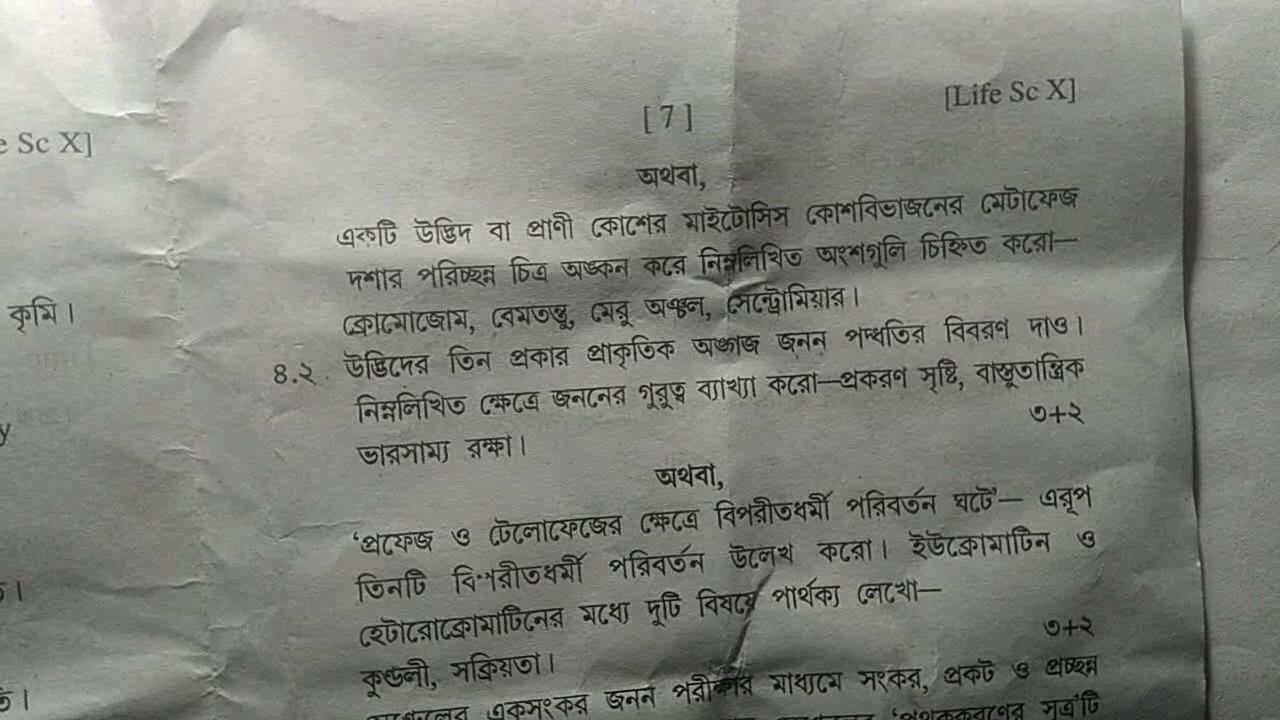 e Sc X]
[ 7 ]
[Life Sc X]
অথবা,
একটি উদ্ভিদ বা প্রাণী কোশের মাইটোসিস কোশবিভাজনের মেটাফেজ
দশার পরিচ্ছন্ন চিত্র অঙ্কন করে নিম্নলিখিত অংশগুলি চিহ্নিত করো—
ক্রোমোজোম, বেমতন্তু, মেরু অঞ্চল, সেন্ট্রোমিয়ার।
কৃমি।
৪.২ উদ্ভিদের তিন প্রকার প্রাকৃতিক অঙ্গজ জনন পদ্ধতির বিবরণ দাও।
নিম্নলিখিত ক্ষেত্রে জননের গুরুত্ব ব্যাখ্যা করো—প্রকরণ সৃষ্টি, বাস্তুতান্ত্রিক
ভারসাম্য রক্ষা।
৩+২
y
অথবা,
‘প্রফেজ ও টেলোফেজের ক্ষেত্রে বিপরীতধর্মী পরিবর্তন ঘটে’— এরূপ
তিনটি বিপরীতধর্মী পরিবর্তন উলেখ করো। ইউক্রোমাটিন ও
হেটারোক্রোমাটিনের মধ্যে দুটি বিষয়ে পার্থক্য লেখো—
কুণ্ডলী, সক্রিয়তা।
৩+২
একসংকর জনন পরীক্ষার মাধ্যমে সংকর, প্রকট ও প্রচ্ছন্ন